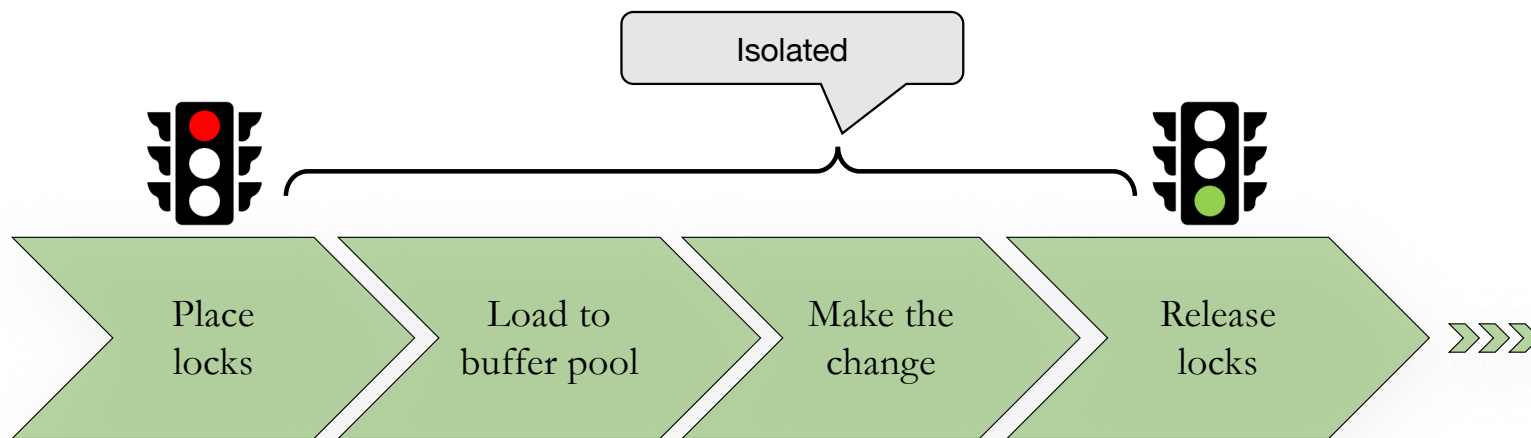 Isolated
Place
locks
Load to
buffer pool
Make the
change
Release
locks